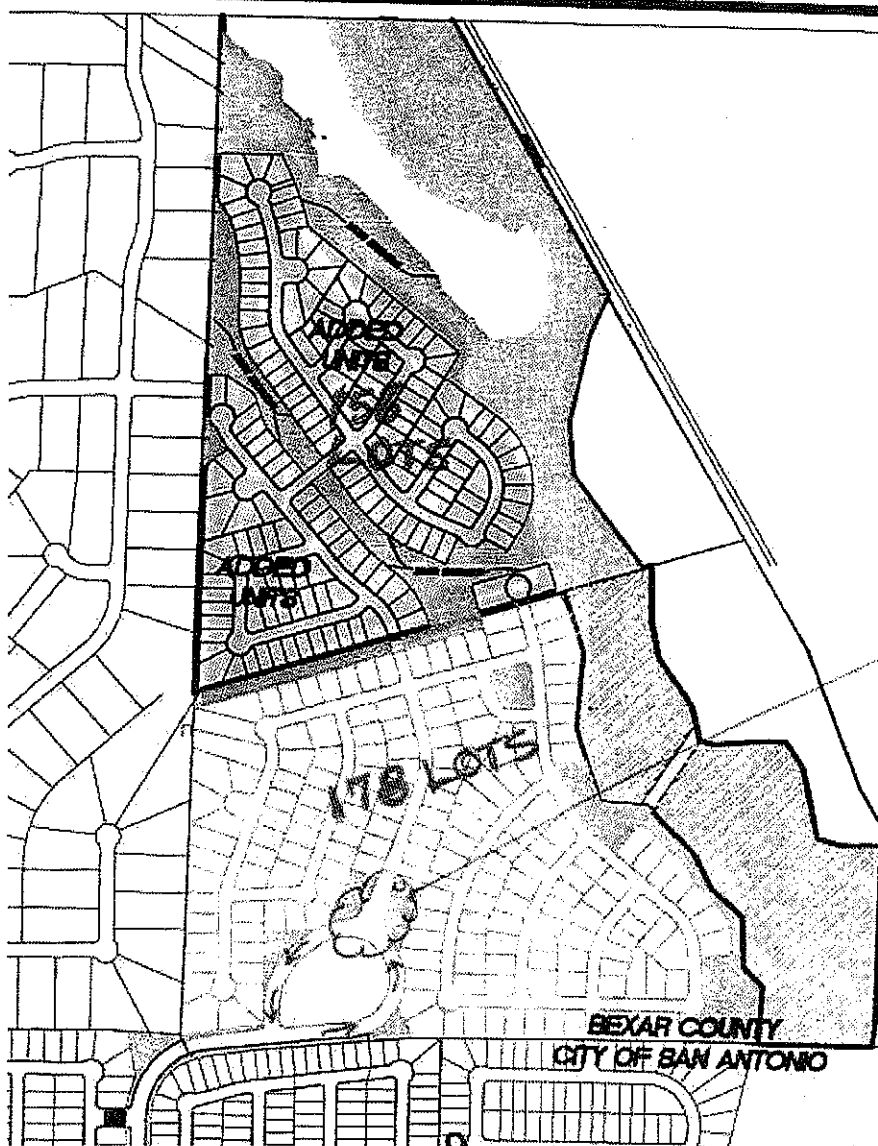 ADDED
UNITS
LOTS
ADDED
UNITS
178 LOTS
BEXAR COUNTY
CITY OF SAN ANTONIO